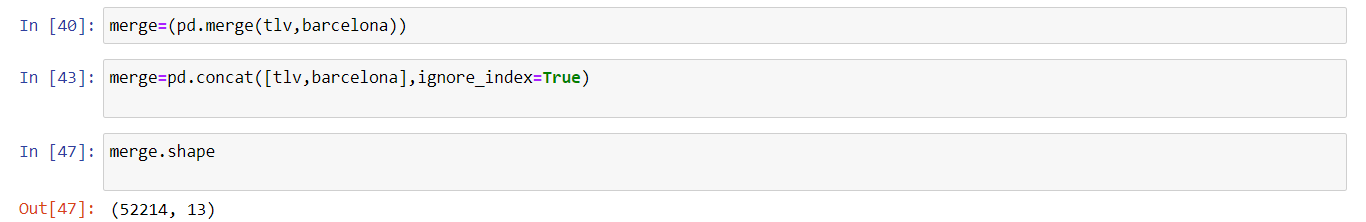 In [40]: merge=(pd.merge(tlv,barcelona))
In [43]: merge=pd.concat([tlv,barcelona],ignore_index=True)
In [47]: merge.shape
Out[47]: (52214, 13)